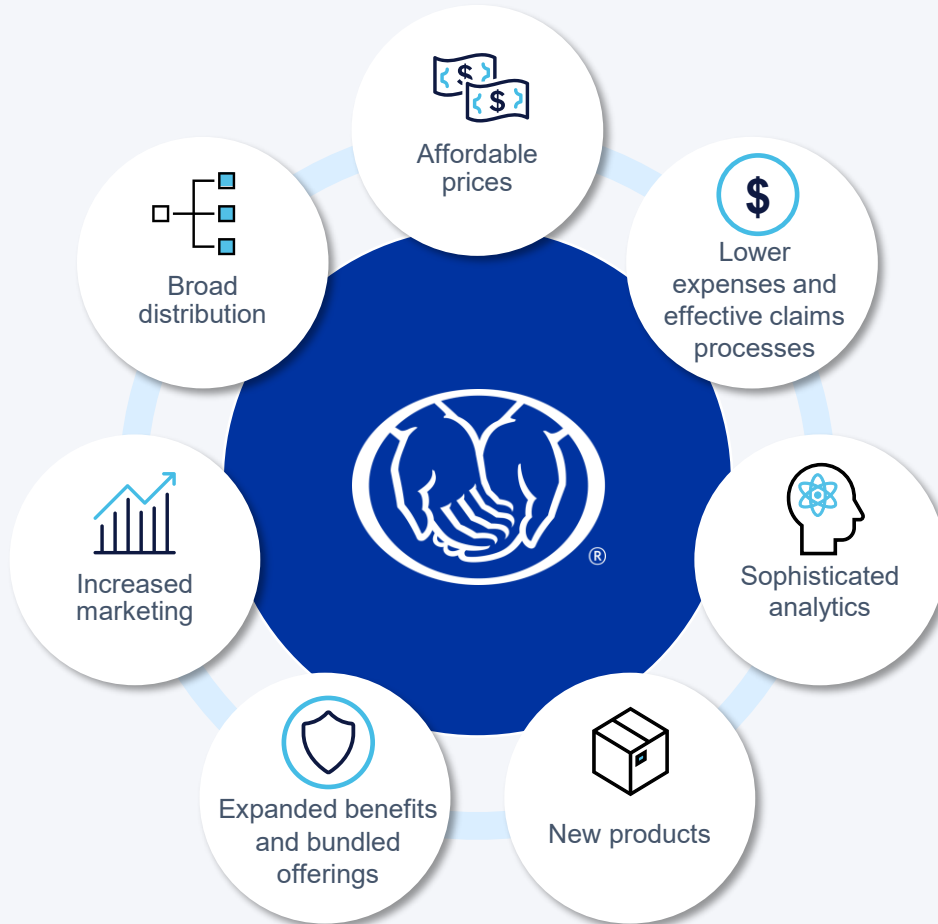 $
$
Affordable
prices
$
Lower
expenses and
effective claims
processes
Sophisticated
analytics
New products
Expanded benefits
and bundled
offerings
Increased
marketing
Broad
distribution
®